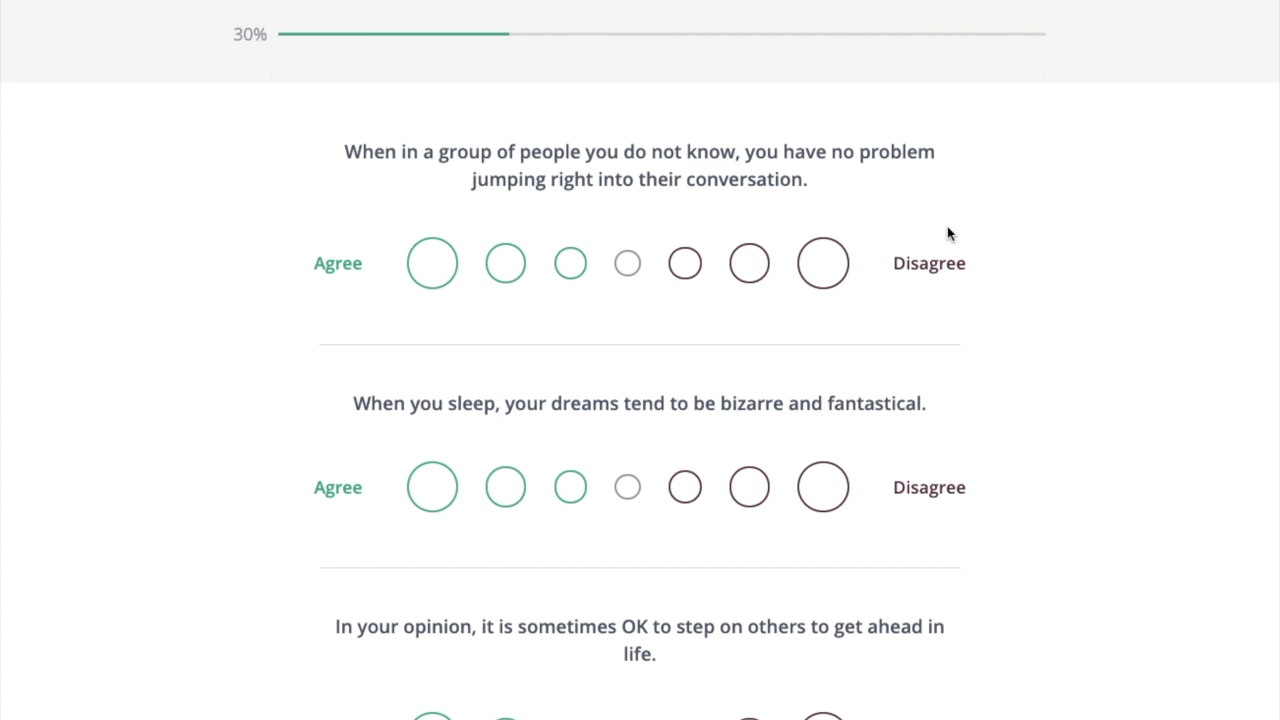 30%
When in a group of people you do not know, you have no problem
jumping right into their conversation.
Agree
Disagree
When you sleep, your dreams tend to be bizarre and fantastical.
Agree
Disagree
In your opinion, it is sometimes OK to step on others to get ahead in
life.